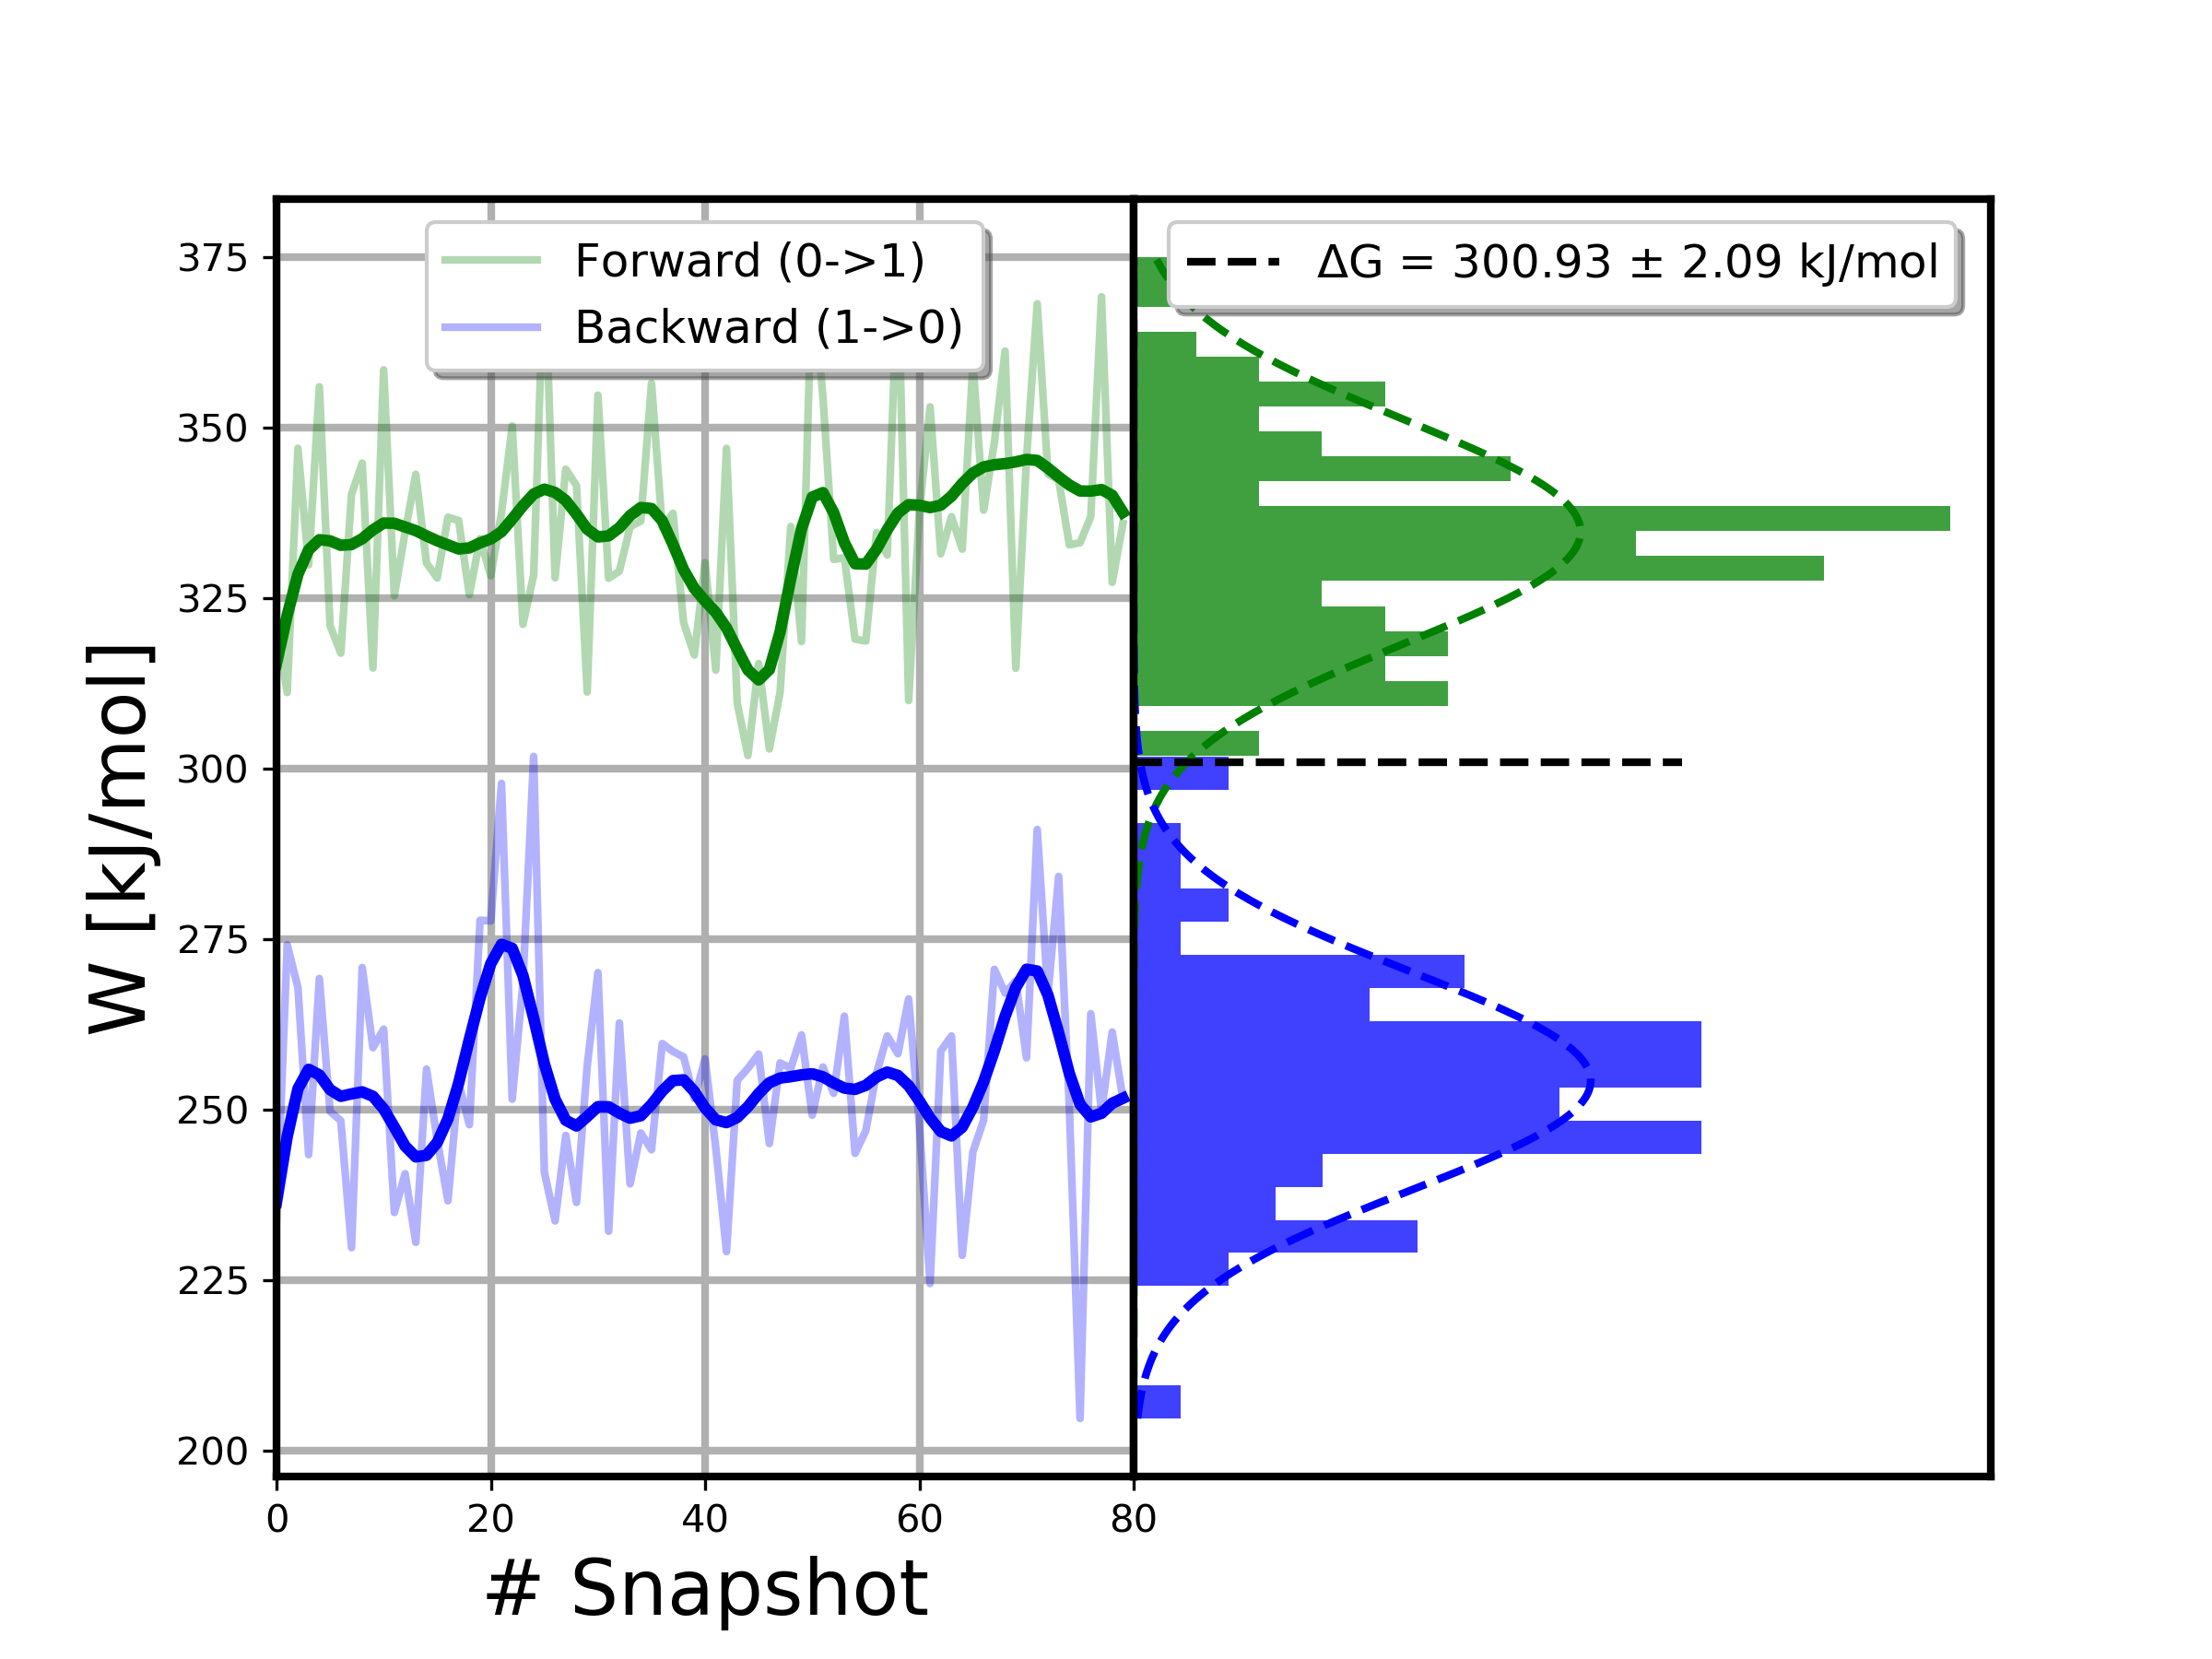 Forward (0->1)
Backward (1->0)
ΔG = 300.93 ± 2.09 kJ/mol
W [kJ/mol]
375
350
325
300
275
250
225
200
0 20 40 60 80
# Snapshot